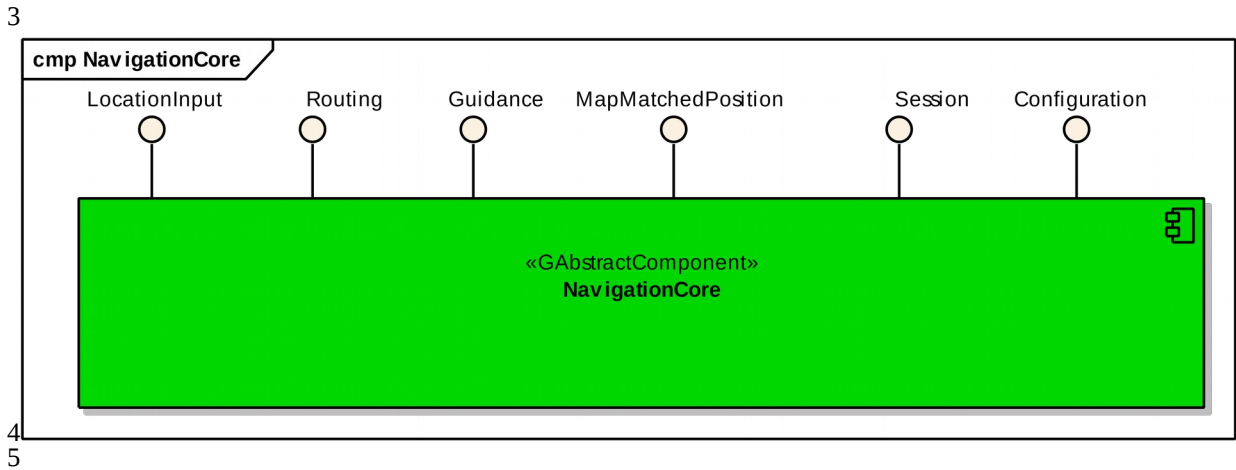 3
cmp NavigationCore
LocationInput Routing Guidance MapMatchedPosition Session Configuration
«GAbstractComponent»
NavigationCore
4
5